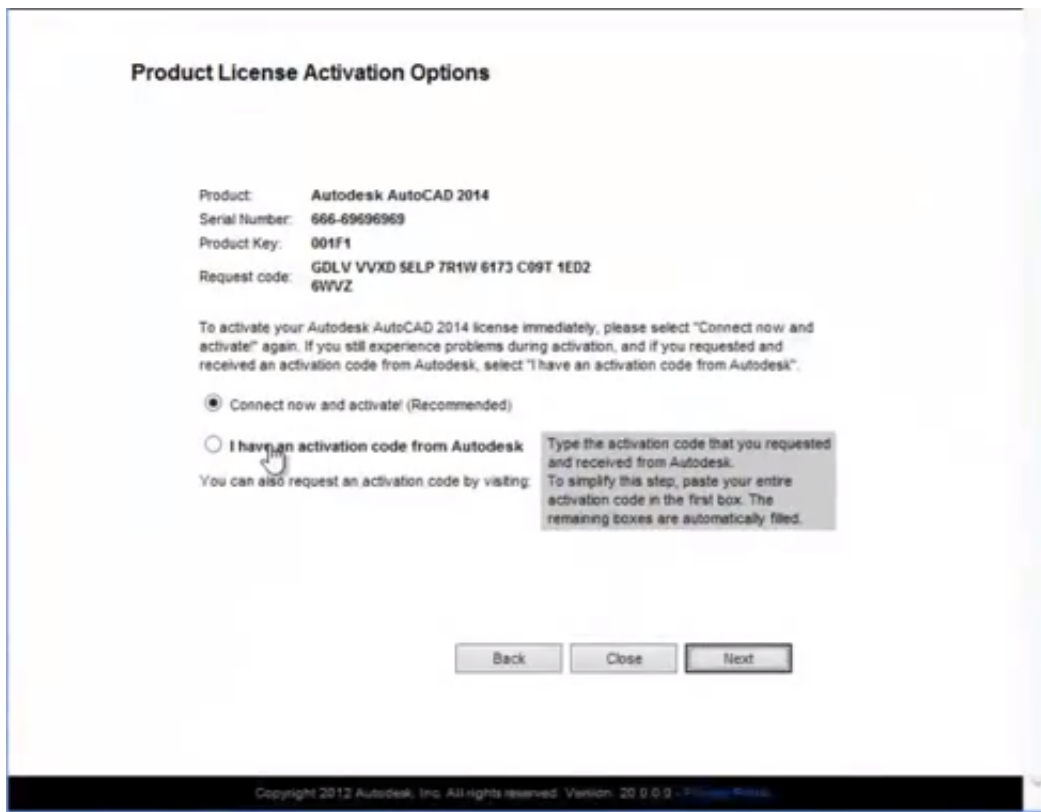 Product License Activation Options
Product: Autodesk AutoCAD 2014
Serial Number: 666-69696969
Product Key: 001F1
Request code: GDLV VVXD 5ELP 7R1W 6173 C09T 1ED2
6WVZ
To activate your Autodesk AutoCAD 2014 license immediately, please select "Connect now and
activate!" again. If you still experience problems during activation, and if you requested and
received an activation code from Autodesk, select "I have an activation code from Autodesk".
Connect now and activate! (Recommended)
I have an activation code from Autodesk
You can also request an activation code by visiting:
Type the activation code that you requested
and received from Autodesk.
To simplify this step, paste your entire
activation code in the first box. The
remaining boxes are automatically filled.
Back Close Next
Copyright 2012 Autodesk, Inc. All rights reserved. Version: 20.0.0.0 - Privacy Policy